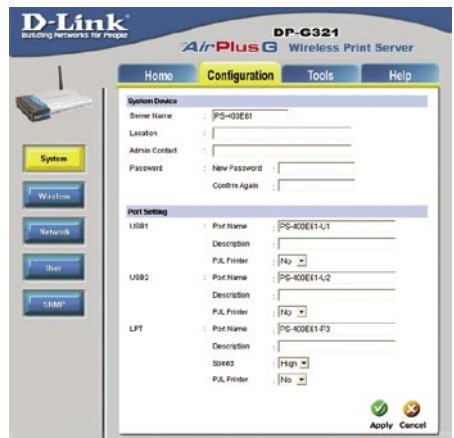 D-Link
Building Networks for People
DP-G321
AirPlus G Wireless Print Server
Home Configuration Tools Help
System
Wireless
Network
User
SNMP
System Device
Server Name : PS-400E61
Location :
Admin Contact :
Password : New Password :
Confirm Again :
Port Setting
USB1 : Port Name : PS-400E61-U1
Description :
PJL Printer : No
USB2 : Port Name : PS-400E61-U2
Description :
PJL Printer : No
LPT : Port Name : PS-400E61-P3
Description :
Speed : High
PJL Printer : No
Apply Cancel